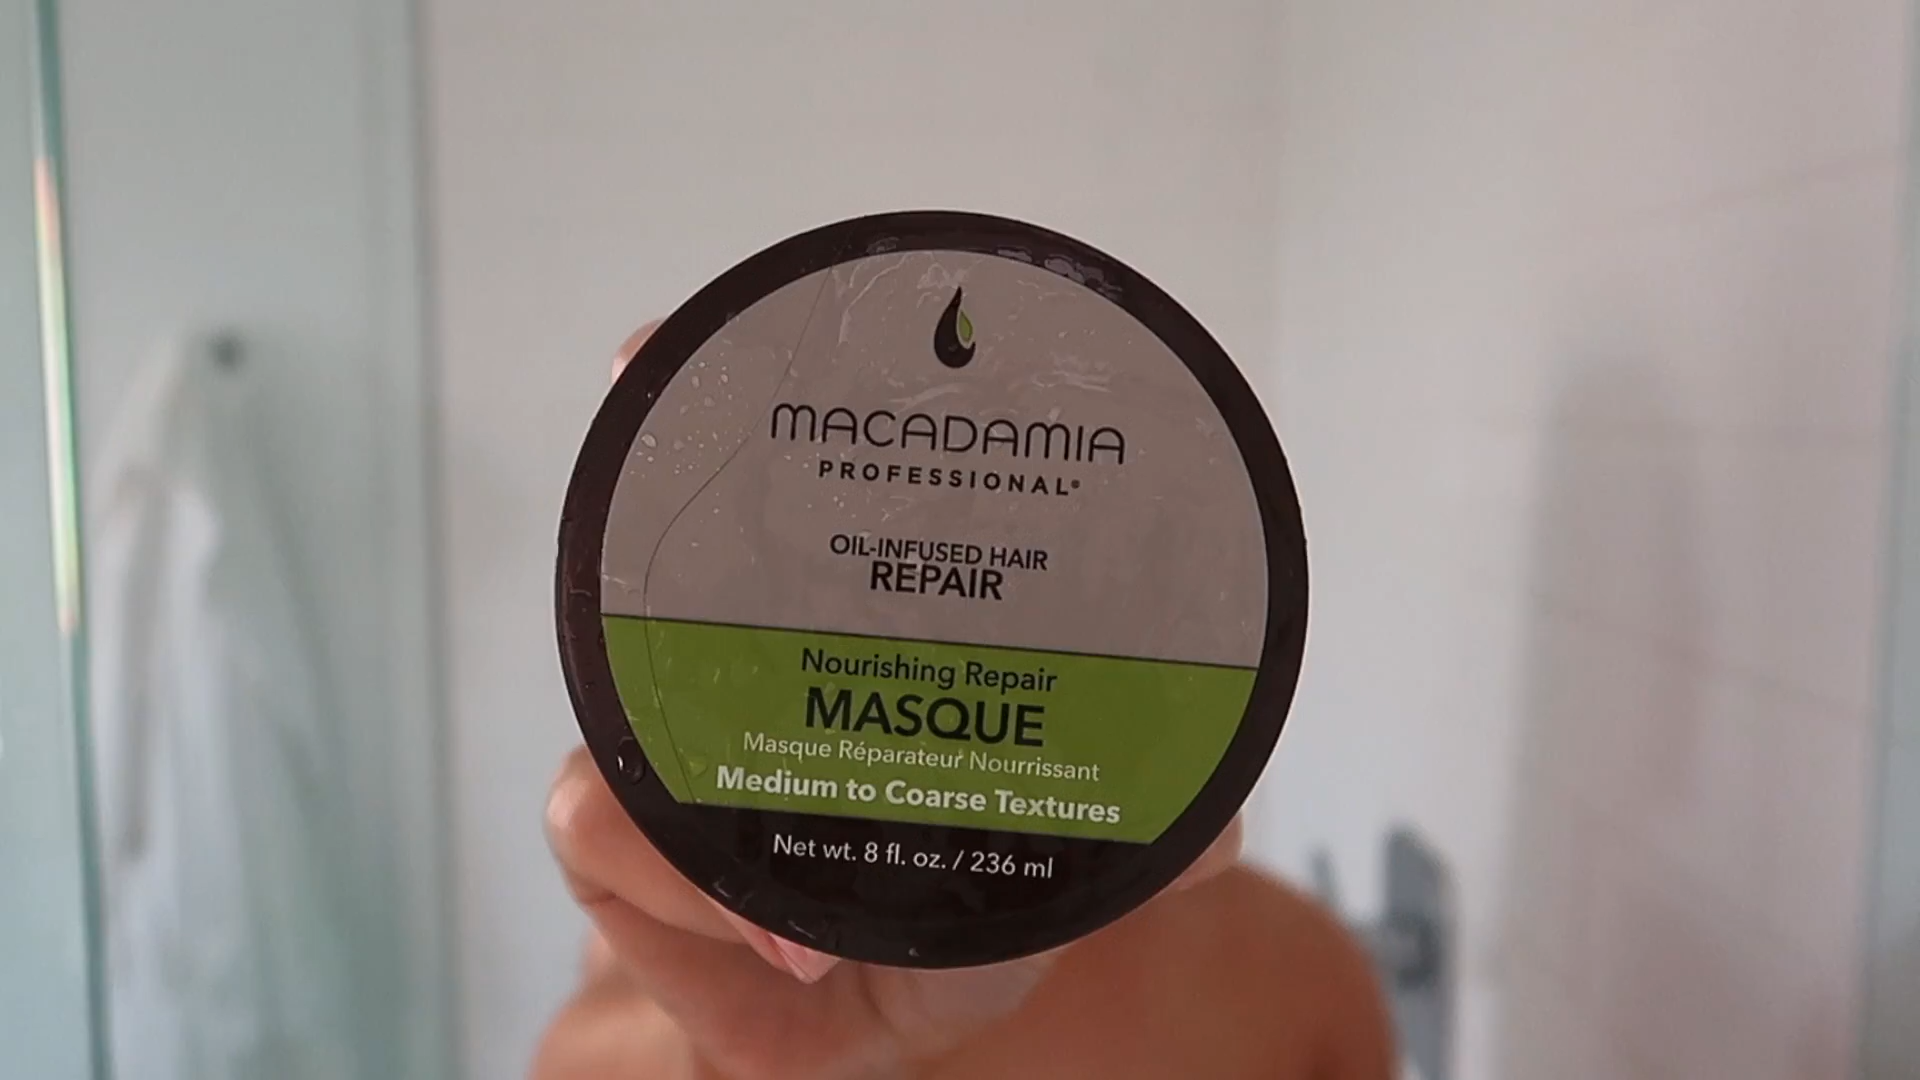 MACADAMIA
PROFESSIONAL®
OIL-INFUSED HAIR
REPAIR
Nourishing Repair
MASQUE
Masque Réparateur Nourrissant
Medium to Coarse Textures
Net wt. 8 fl. oz. / 236 ml